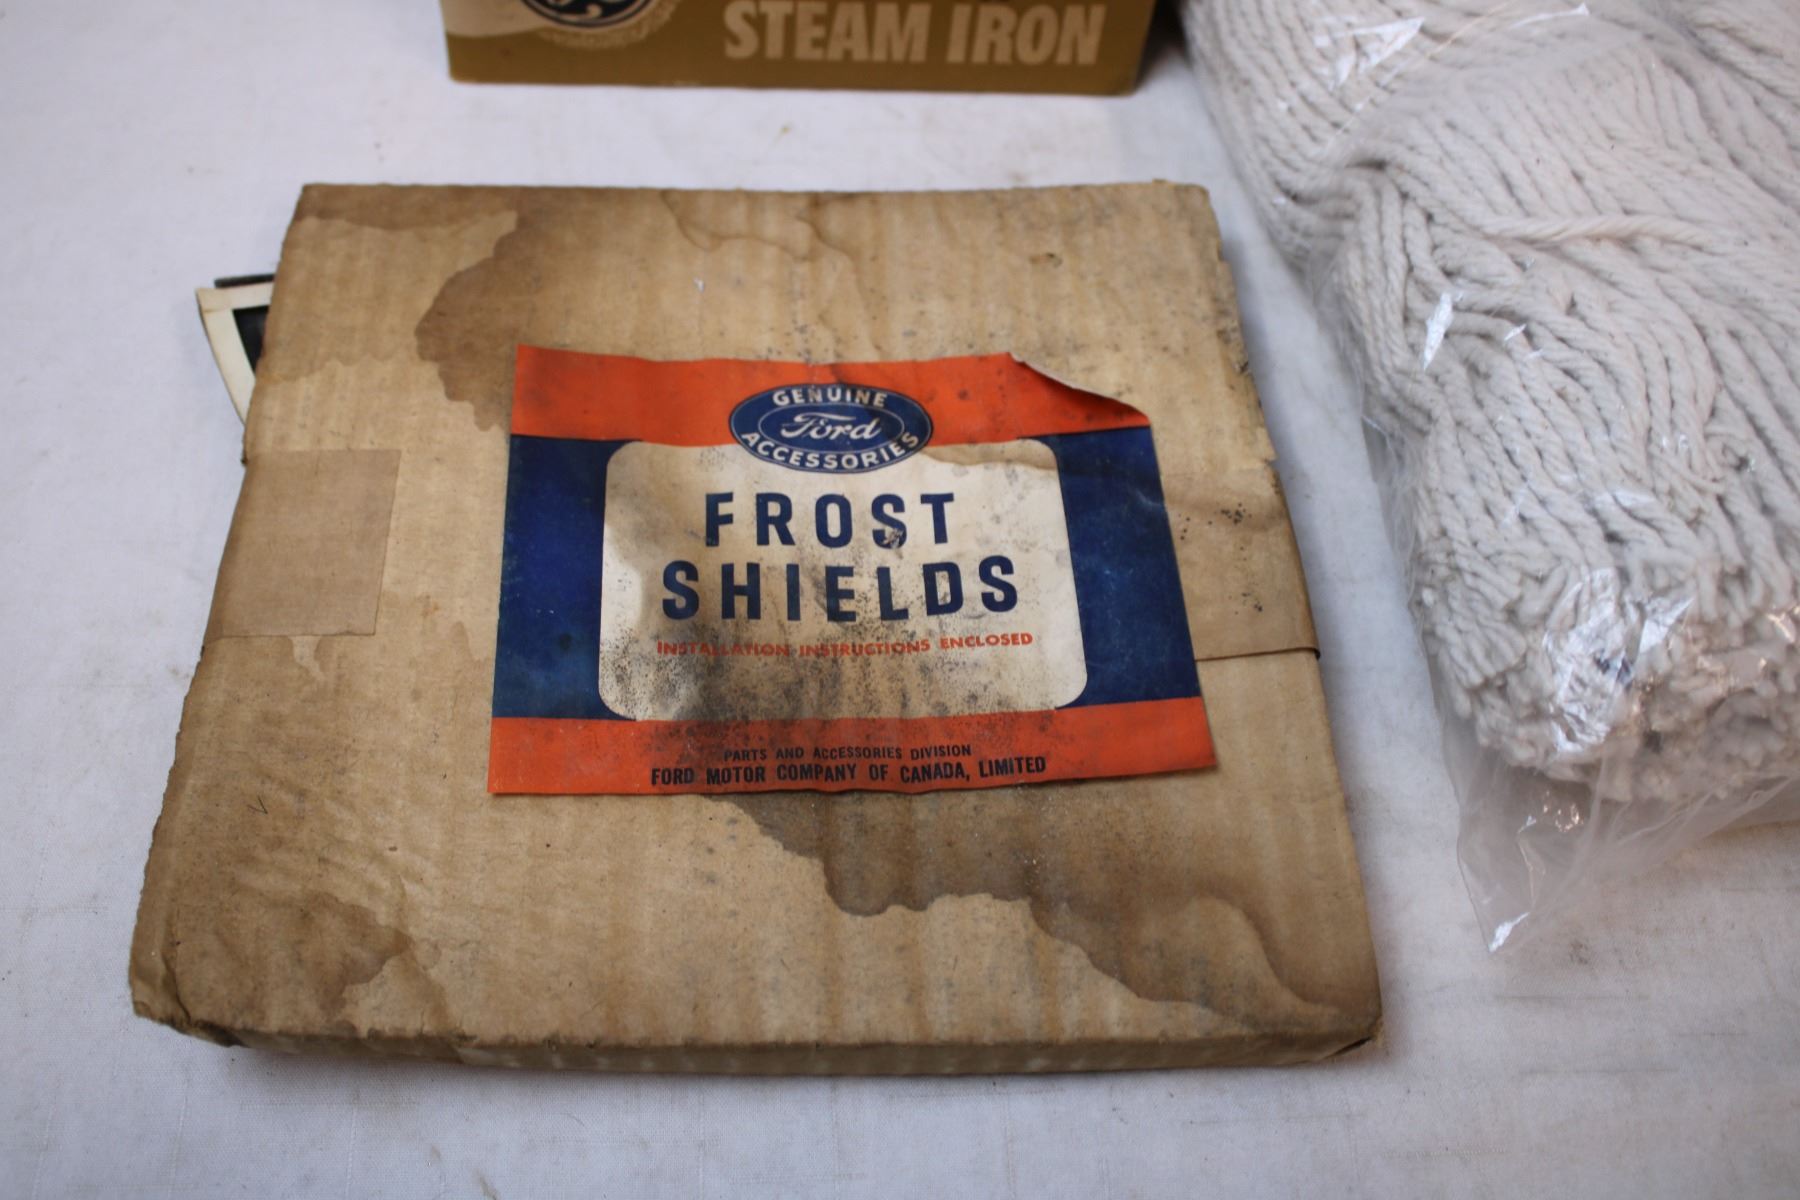 STEAM IRON
GENUINE
Ford
ACCESSORIES
FROST
SHIELDS
INSTALLATION INSTRUCTIONS ENCLOSED
PARTS AND ACCESSORIES DIVISION
FORD MOTOR COMPANY OF CANADA, LIMITED